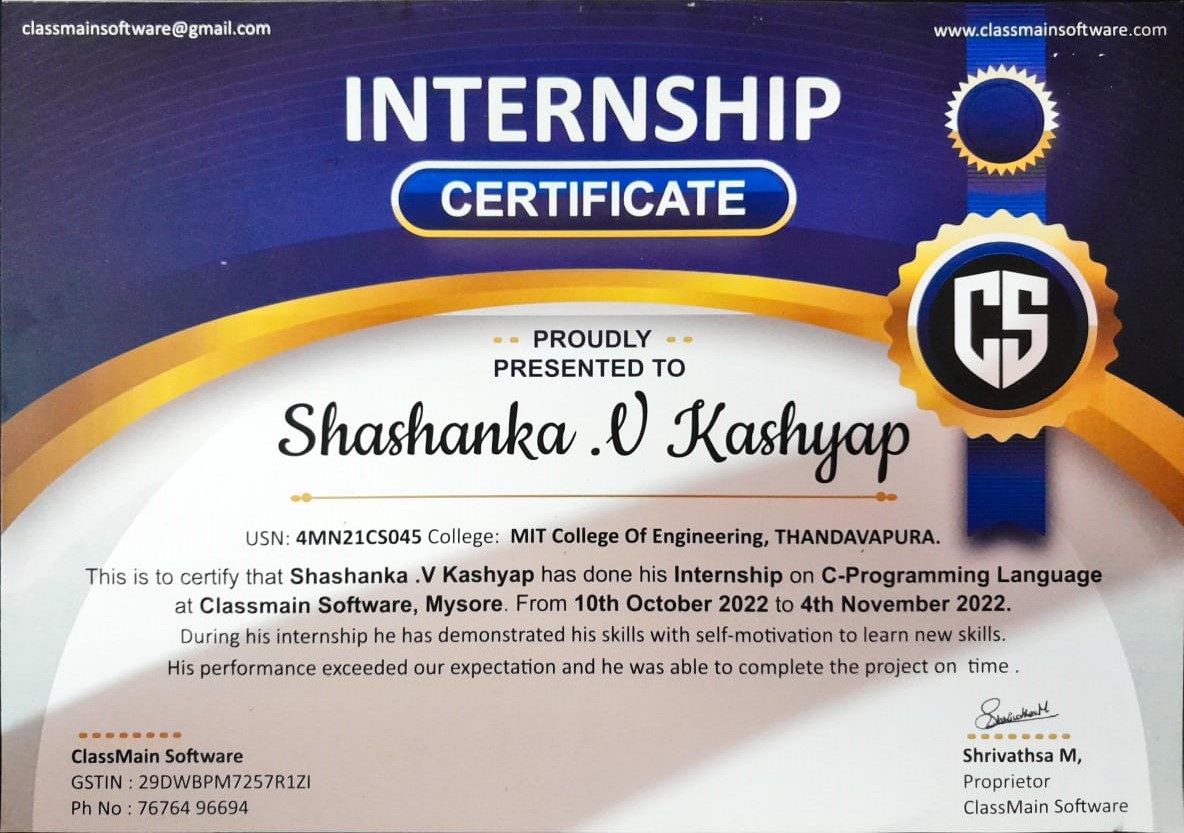 classmainsoftware@gmail.com
www.classmainsoftware.com
INTERNSHIP
CERTIFICATE
CS
PROUDLY
PRESENTED TO
Shashanka .V Kashyap
USN: 4MN21CS045 College: MIT College Of Engineering, THANDAVAPURA.
This is to certify that Shashanka .V Kashyap has done his Internship on C-Programming Language
at Classmain Software, Mysore. From 10th October 2022 to 4th November 2022.
During his internship he has demonstrated his skills with self-motivation to learn new skills.
His performance exceeded our expectation and he was able to complete the project on time .
ClassMain Software
GSTIN : 29DWBPM7257R1ZI
Ph No : 76764 96694
Shrivathsa M,
Proprietor
ClassMain Software